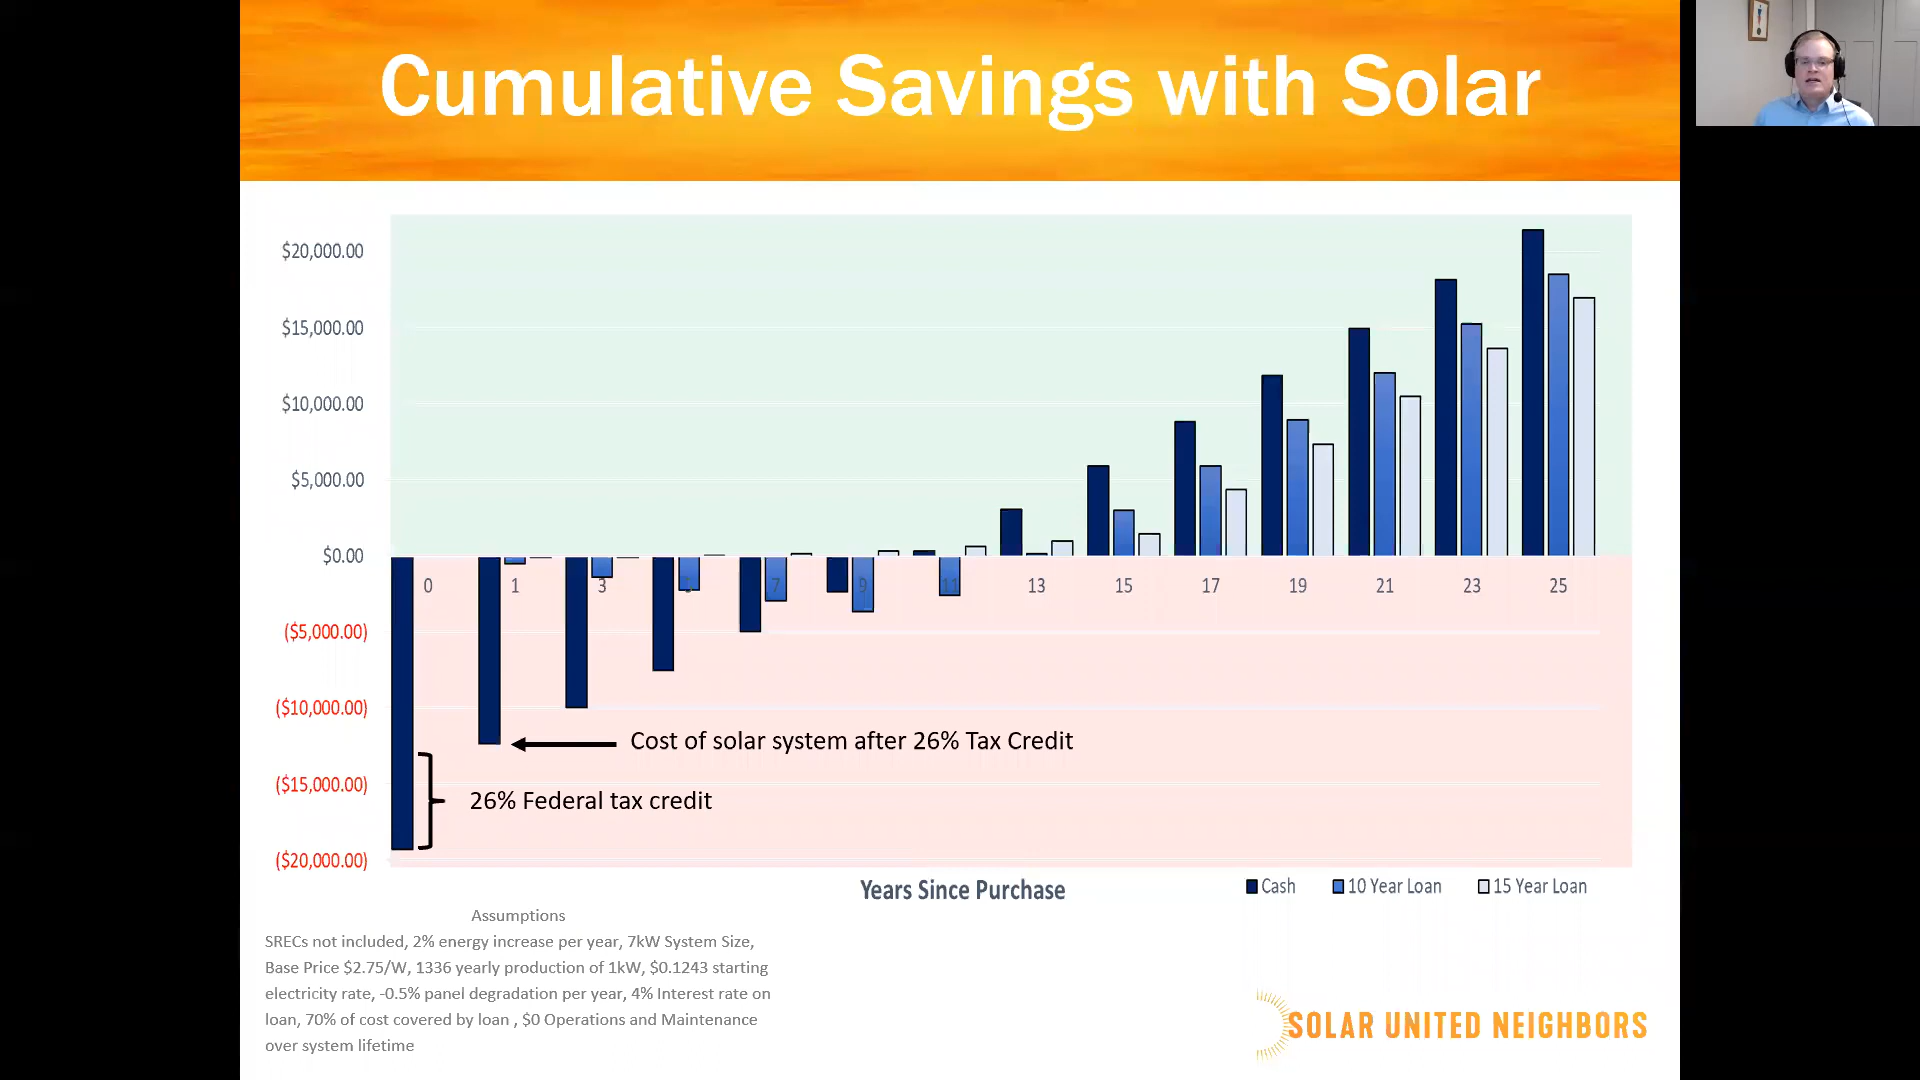 Cumulative Savings with Solar
$20,000.00
$15,000.00
$10,000.00
$5,000.00
$0.00
($5,000.00)
($10,000.00)
($15,000.00)
($20,000.00)
0 1 3 5 7 9 11 13 15 17 19 21 23 25
Cost of solar system after 26% Tax Credit
26% Federal tax credit
Years Since Purchase
Cash 10 Year Loan 15 Year Loan
Assumptions
SRECs not included, 2% energy increase per year, 7kW System Size,
Base Price $2.75/W, 1336 yearly production of 1kW, $0.1243 starting
electricity rate, -0.5% panel degradation per year, 4% Interest rate on
loan, 70% of cost covered by loan , $0 Operations and Maintenance
over system lifetime
SOLAR UNITED NEIGHBORS